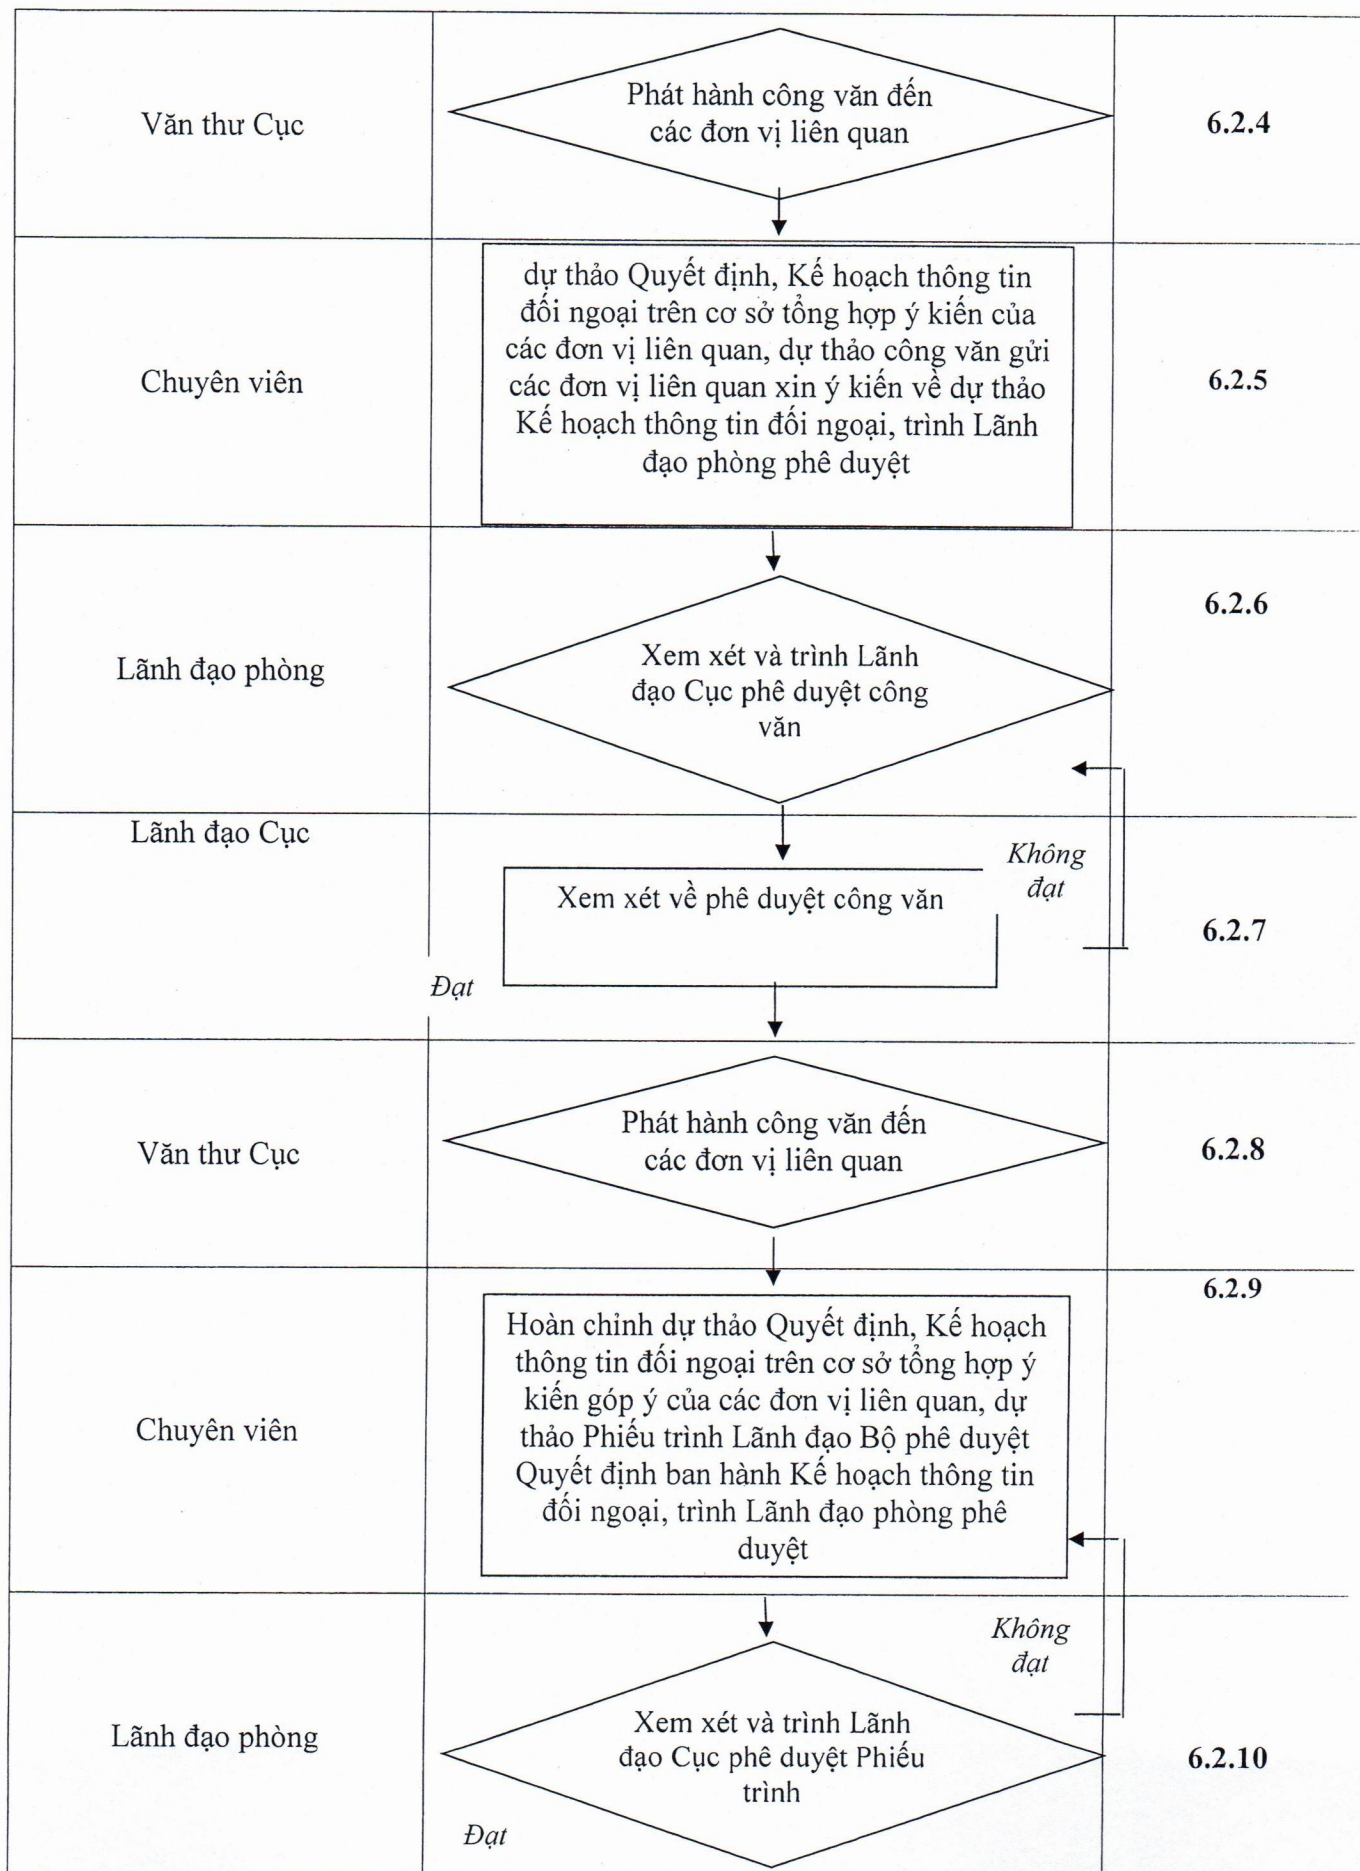 Văn thư Cục
Phát hành công văn đến
các đơn vị liên quan
6.2.4
Chuyên viên
dự thảo Quyết định, Kế hoạch thông tin
đối ngoại trên cơ sở tổng hợp ý kiến của
các đơn vị liên quan, dự thảo công văn gửi
các đơn vị liên quan xin ý kiến về dự thảo
Kế hoạch thông tin đối ngoại, trình Lãnh
đạo phòng phê duyệt
6.2.5
Lãnh đạo phòng
Xem xét và trình Lãnh
đạo Cục phê duyệt công
văn
6.2.6
Lãnh đạo Cục
Xem xét về phê duyệt công văn
Không
đạt
6.2.7
Đạt
Văn thư Cục
Phát hành công văn đến
các đơn vị liên quan
6.2.8
Chuyên viên
Hoàn chỉnh dự thảo Quyết định, Kế hoạch
thông tin đối ngoại trên cơ sở tổng hợp ý
kiến góp ý của các đơn vị liên quan, dự
thảo Phiếu trình Lãnh đạo Bộ phê duyệt
Quyết định ban hành Kế hoạch thông tin
đối ngoại, trình Lãnh đạo phòng phê
duyệt
6.2.9
Không
đạt
Lãnh đạo phòng
Xem xét và trình Lãnh
đạo Cục phê duyệt Phiếu
trình
6.2.10
Đạt